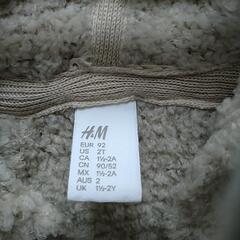 H&M
EUR 92
US 2T
CA 1½-2A
CN 90/52
MX 1½-2A
AUS 2
UK 1½-2Y